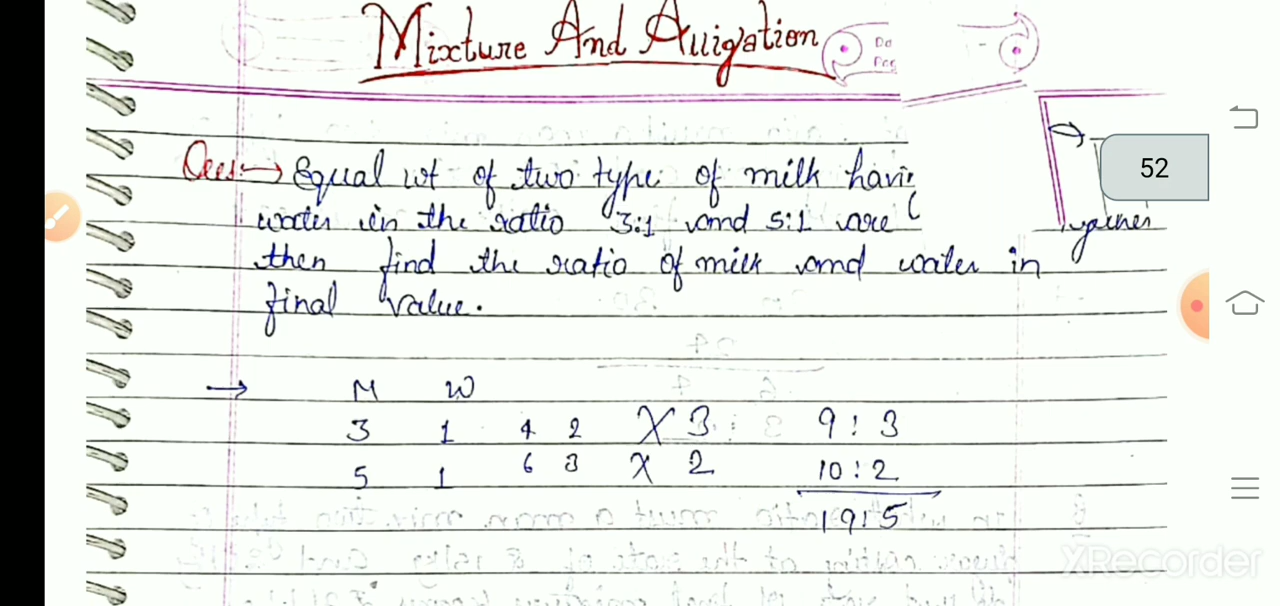 Mixture And Alligation
Ques:→ Equal wt of two type of milk havi
52
water in the ratio 3:1 and 5:1 are
then find the ratio of milk and water in
final value.
→ M W
3 1 4 2 X 3 9 : 3
5 1 6 3 X 2 10 : 2
19:5
XRecorder